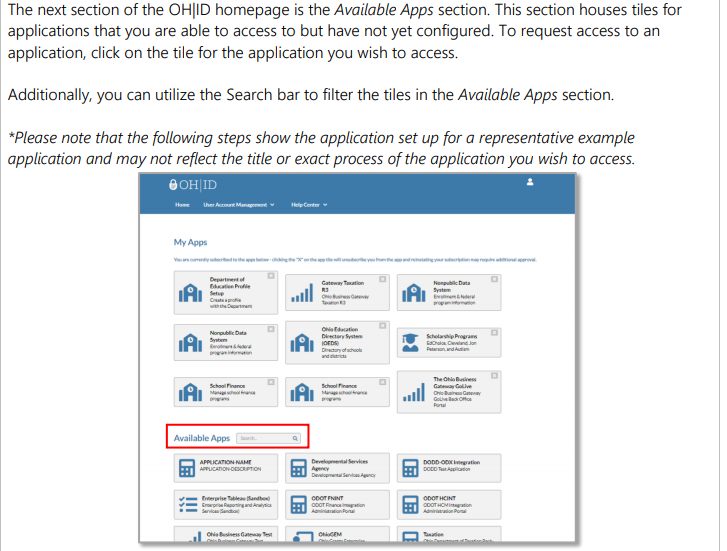 The next section of the OH|ID homepage is the Available Apps section. This section houses tiles for
applications that you are able to access to but have not yet configured. To request access to an
application, click on the tile for the application you wish to access.
Additionally, you can utilize the Search bar to filter the tiles in the Available Apps section.
*Please note that the following steps show the application set up for a representative example
application and may not reflect the title or exact process of the application you wish to access.
OH|ID
Home User Account Management Help Center
My Apps
You are currently subscribed to the apps below - clicking the "X" on the app tile will unsubscribe you from the app and reinstating your subscription may require additional approval.
Department of
Education Profile
Setup
Create a profile
with the Department
Gateway Taxation
R3
Ohio Business Gateway
Taxation R3
Nonpublic Data
System
Enrollment & federal
program information
Nonpublic Data
System
Enrollment & federal
program information
Ohio Education
Directory System
(OEDS)
Directory of schools
and districts
Scholarship Programs
EdChoice, Cleveland, Jon
Peterson, and Autism
School Finance
Manage school finance
programs
School Finance
Manage school finance
programs
The Ohio Business
Gateway GoLive
Ohio Business Gateway
GoLive Back Office
Portal
Available Apps Search...
APPLICATION-NAME
APPLICATION-DESCRIPTION
Developmental Services
Agency
Developmental Services Agency
DODD-ODX Integration
DODD Test Application
Enterprise Tableau (Sandbox)
Enterprise Reporting and Analytics
Services (Sandbox)
ODOT FNINT
ODOT Finance Integration
Administration Portal
ODOT HCINT
ODOT HCM Integration
Administration Portal
Ohio Business Gateway Test
OhioGEM
Taxation